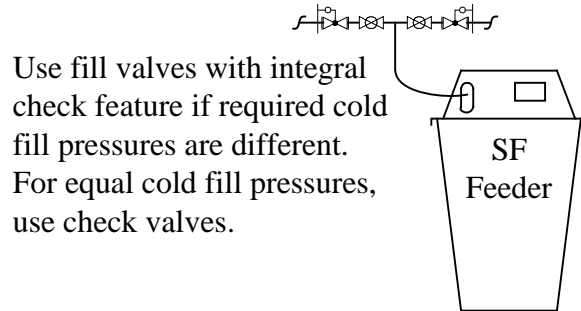 Use fill valves with integral
check feature if required cold
fill pressures are different.
For equal cold fill pressures,
use check valves.
SF
Feeder